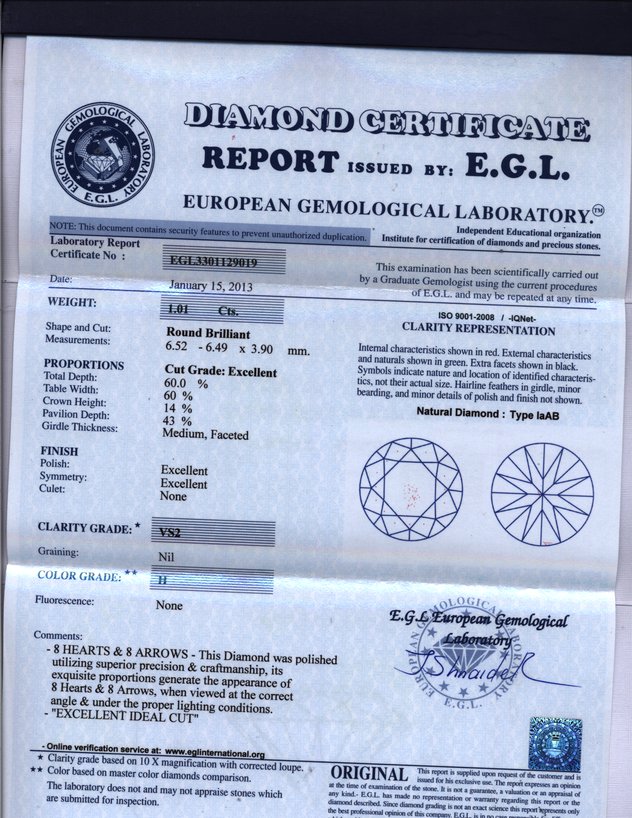 EUROPEAN GEMOLOGICAL LABORATORY
E.G.L.
DIAMOND CERTIFICATE
REPORT ISSUED BY: E.G.L.
EUROPEAN GEMOLOGICAL LABORATORY.™
NOTE: This document contains security features to prevent unauthorized duplication.
Independent Educational organization
Institute for certification of diamonds and precious stones.
Laboratory Report
Certificate No : EGL3301129019
Date: January 15, 2013
This examination has been scientifically carried out
by a Graduate Gemologist using the current procedures
of E.G.L. and may be repeated at any time.
WEIGHT: 1.01 Cts.
Shape and Cut: Round Brilliant
Measurements: 6.52 - 6.49 x 3.90 mm.
PROPORTIONS Cut Grade: Excellent
Total Depth: 60.0 %
Table Width: 60 %
Crown Height: 14 %
Pavilion Depth: 43 %
Girdle Thickness: Medium, Faceted
FINISH
Polish: Excellent
Symmetry: Excellent
Culet: None
CLARITY GRADE: * VS2
Graining: Nil
COLOR GRADE: ** H
Fluorescence: None
ISO 9001-2008 / -IQNet-
CLARITY REPRESENTATION
Internal characteristics shown in red. External characteristics
and naturals shown in green. Extra facets shown in black.
Symbols indicate nature and location of identified characteris-
tics, not their actual size. Hairline feathers in girdle, minor
bearding, and minor details of polish and finish not shown.
Natural Diamond : Type IaAB
Comments:
- 8 HEARTS & 8 ARROWS - This Diamond was polished
utilizing superior precision & craftmanship, its
exquisite proportions generate the appearance of
8 Hearts & 8 Arrows, when viewed at the correct
angle & under the proper lighting conditions.
- "EXCELLENT IDEAL CUT"
E.G.L European Gemological
Laboratory
EUROPEAN GEMOLOGICAL LABORATORY
E.G.L.
- Online verification service at: www.eglinternational.org
* Clarity grade based on 10 X magnification with corrected loupe.
** Color based on master color diamonds comparison.
The laboratory does not and may not appraise stones which
are submitted for inspection.
ORIGINAL This report is supplied upon request of the customer and is
issued for his exclusive use. The report expresses an opinion
at the time of examination of the stone. It is not a guarantee, a valuation or an appraisal of
any kind.- E.G.L. has made no representation or warranty regarding this report or the
diamond described. Since diamond grading is not an exact science this report represents only
the best professional opinion of this company. E.G.L. is in no case